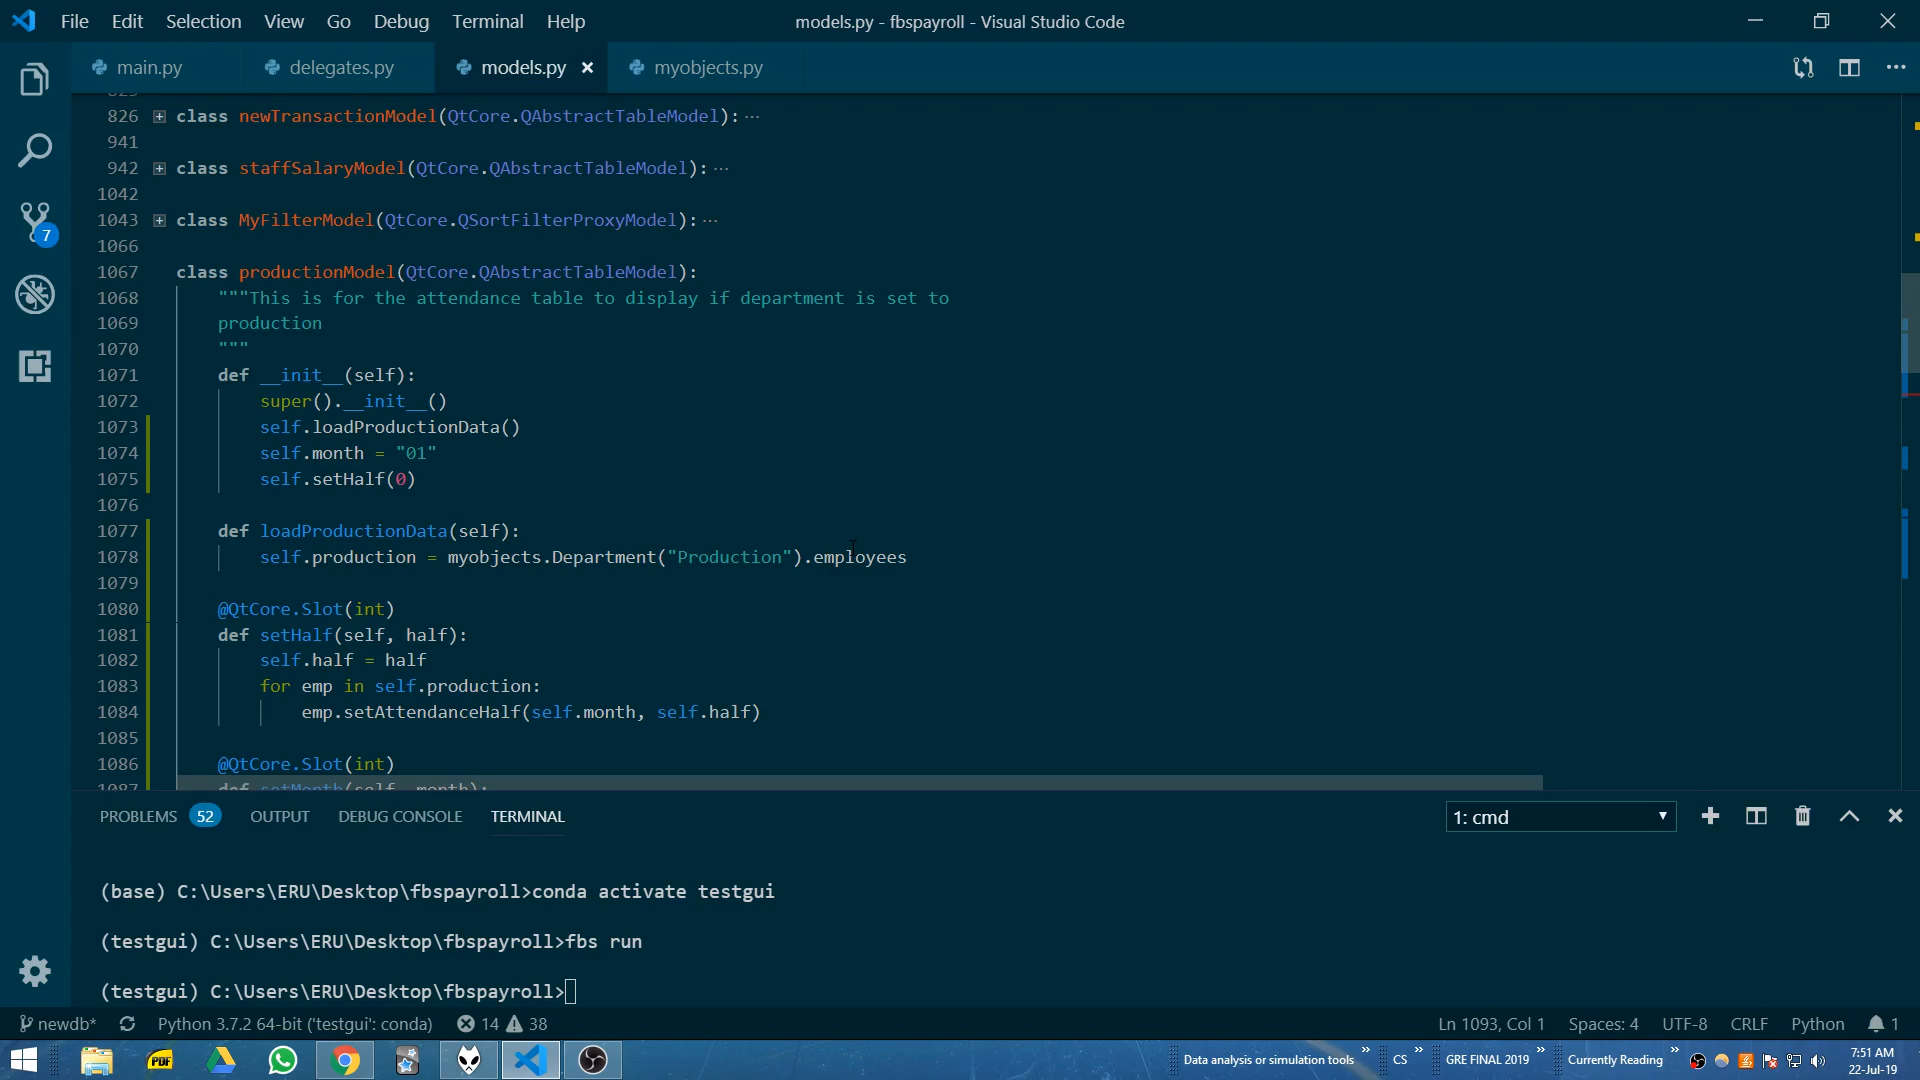 File Edit Selection View Go Debug Terminal Help
models.py - fbspayroll - Visual Studio Code
main.py
delegates.py
models.py
myobjects.py
826 class newTransactionModel(QtCore.QAbstractTableModel): ...
941
942 class staffSalaryModel(QtCore.QAbstractTableModel): ...
1042
1043 class MyFilterModel(QtCore.QSortFilterProxyModel): ...
1066
1067 class productionModel(QtCore.QAbstractTableModel):
1068 """This is for the attendance table to display if department is set to
1069 production
1070 """
1071 def __init__(self):
1072 super().__init__()
1073 self.loadProductionData()
1074 self.month = "01"
1075 self.setHalf(0)
1076
1077 def loadProductionData(self):
1078 self.production = myobjects.Department("Production").employees
1079
1080 @QtCore.Slot(int)
1081 def setHalf(self, half):
1082 self.half = half
1083 for emp in self.production:
1084 emp.setAttendanceHalf(self.month, self.half)
1085
1086 @QtCore.Slot(int)
1087 def setMonth(self, month):
7
PROBLEMS 52 OUTPUT DEBUG CONSOLE TERMINAL
1: cmd
(base) C:\Users\ERU\Desktop\fbspayroll>conda activate testgui
(testgui) C:\Users\ERU\Desktop\fbspayroll>fbs run
(testgui) C:\Users\ERU\Desktop\fbspayroll>
newdb* Python 3.7.2 64-bit ('testgui': conda) 14 38
Ln 1093, Col 1 Spaces: 4 UTF-8 CRLF Python 1
PDF
Data analysis or simulation tools » CS » GRE FINAL 2019 » Currently Reading »
7:51 AM
22-Jul-19